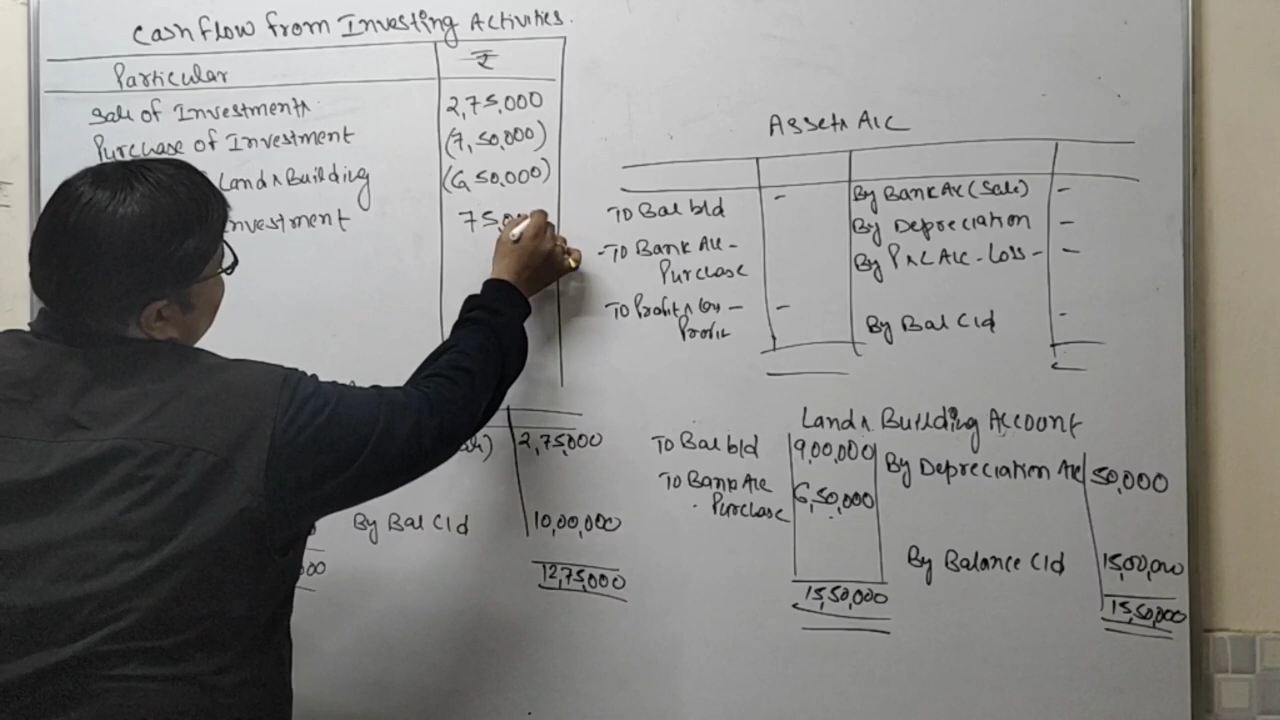 Cash flow from Investing Activities.
Particular ₹
Sale of Investments. 2,75,000
Purchase of Investment (7,50,000)
Land & Building (6,50,000)
nvestment 75,0
2,75,000
By Bal C/d 10,00,000
000 12,75,000
Assets A/C
To Bal b/d - By Bank A/c (Sale) -
- To Bank A/c - Purchase By Depreciation -
By P & L A/c - Loss - -
To Profit & Loss - Profit -
By Bal C/d -
Land & Building Account
To Bal b/d 9,00,000 By Depreciation A/c 50,000
To Bank A/c 6,50,000
Purchase
By Balance C/d 15,00,000
15,50,000 15,50,000